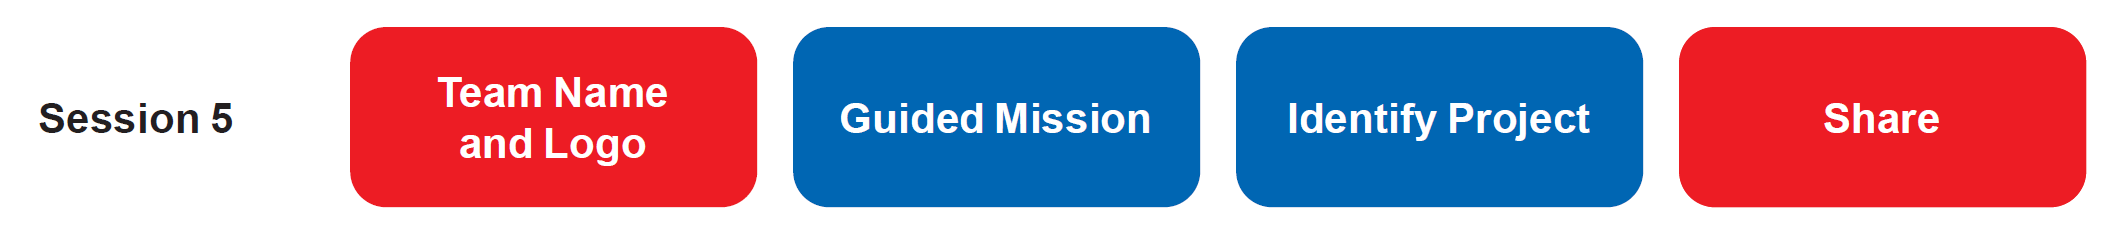 Session 5
Team Name
and Logo
Guided Mission
Identify Project
Share